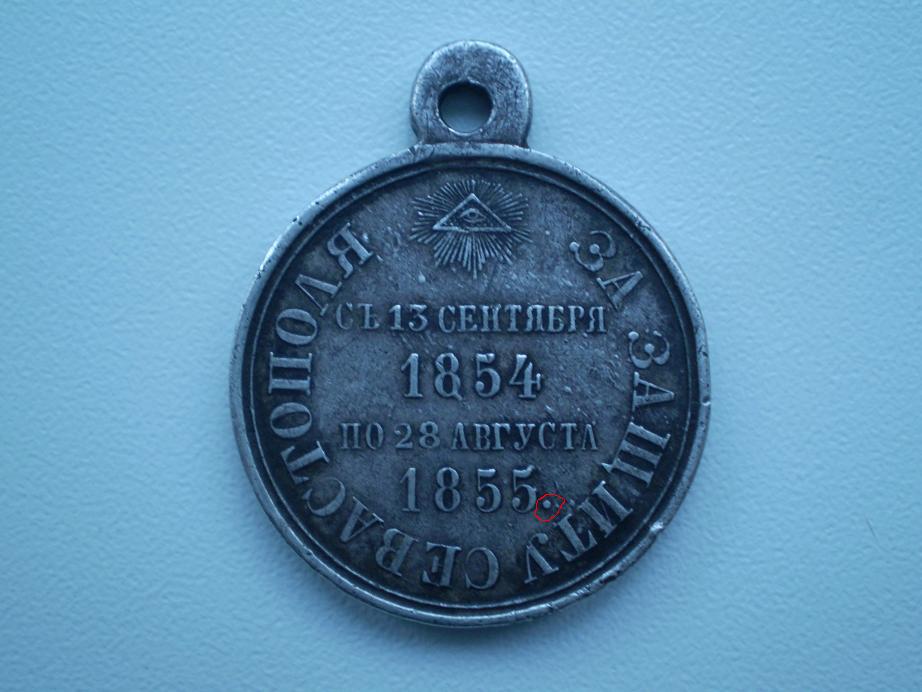 ЗА ЗАЩИТУ СЕВАСТОПОЛЯ
СЪ 13 СЕНТЯБРЯ
1854
ПО 28 АВГУСТА
1855.